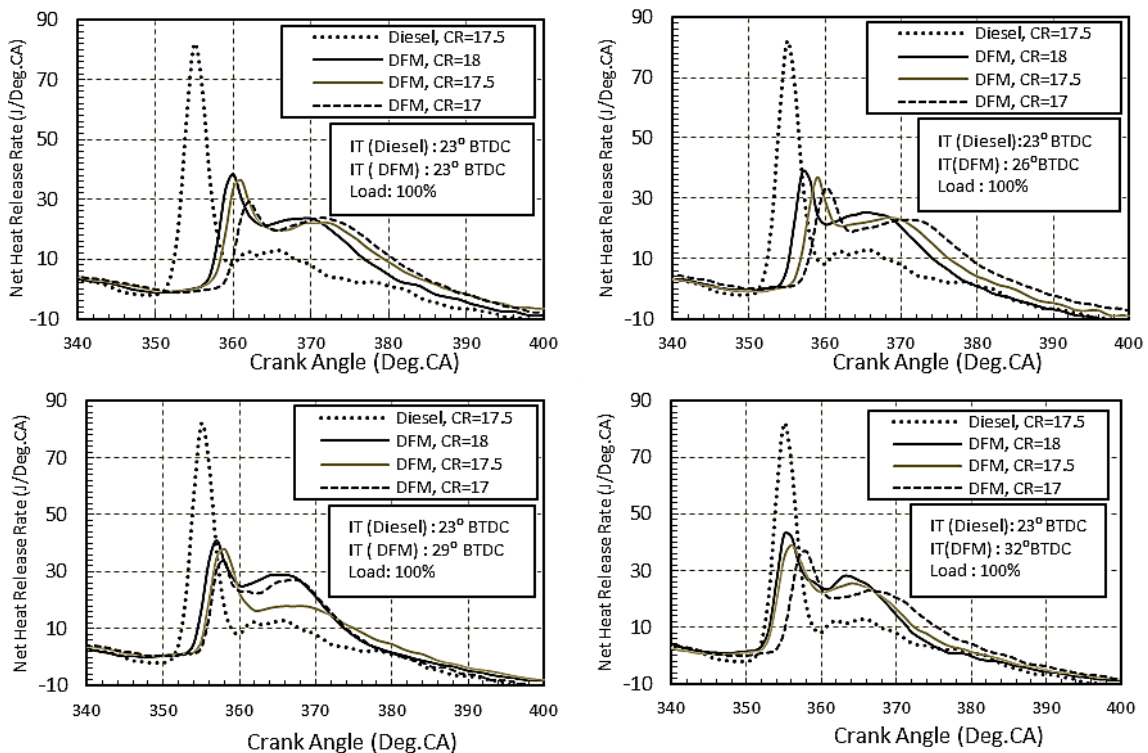 Net Heat Release Rate (J/Deg.CA)
90
70
50
30
10
-10
Diesel, CR=17.5
DFM, CR=18
DFM, CR=17.5
DFM, CR=17
IT (Diesel) : 23° BTDC
IT ( DFM) : 23° BTDC
Load : 100%
340 350 360 370 380 390 400
Crank Angle (Deg.CA)
Net Heat Release Rate (J/Deg.CA)
90
70
50
30
10
-10
Diesel, CR=17.5
DFM, CR=18
DFM, CR=17.5
DFM, CR=17
IT (Diesel):23° BTDC
IT(DFM) : 26°BTDC
Load : 100%
340 350 360 370 380 390 400
Crank Angle (Deg.CA)
Net Heat Release Rate (J/Deg.CA)
90
70
50
30
10
-10
Diesel, CR=17.5
DFM, CR=18
DFM, CR=17.5
DFM, CR=17
IT (Diesel) : 23° BTDC
IT ( DFM) : 29° BTDC
Load: 100%
340 350 360 370 380 390 400
Crank Angle (Deg.CA)
Net Heat Release Rate (J/Deg.CA)
90
70
50
30
10
-10
Diesel, CR=17.5
DFM, CR=18
DFM, CR=17.5
DFM, CR=17
IT (Diesel): 23° BTDC
IT(DFM) : 32°BTDC
Load : 100%
340 350 360 370 380 390 400
Crank Angle (Deg.CA)